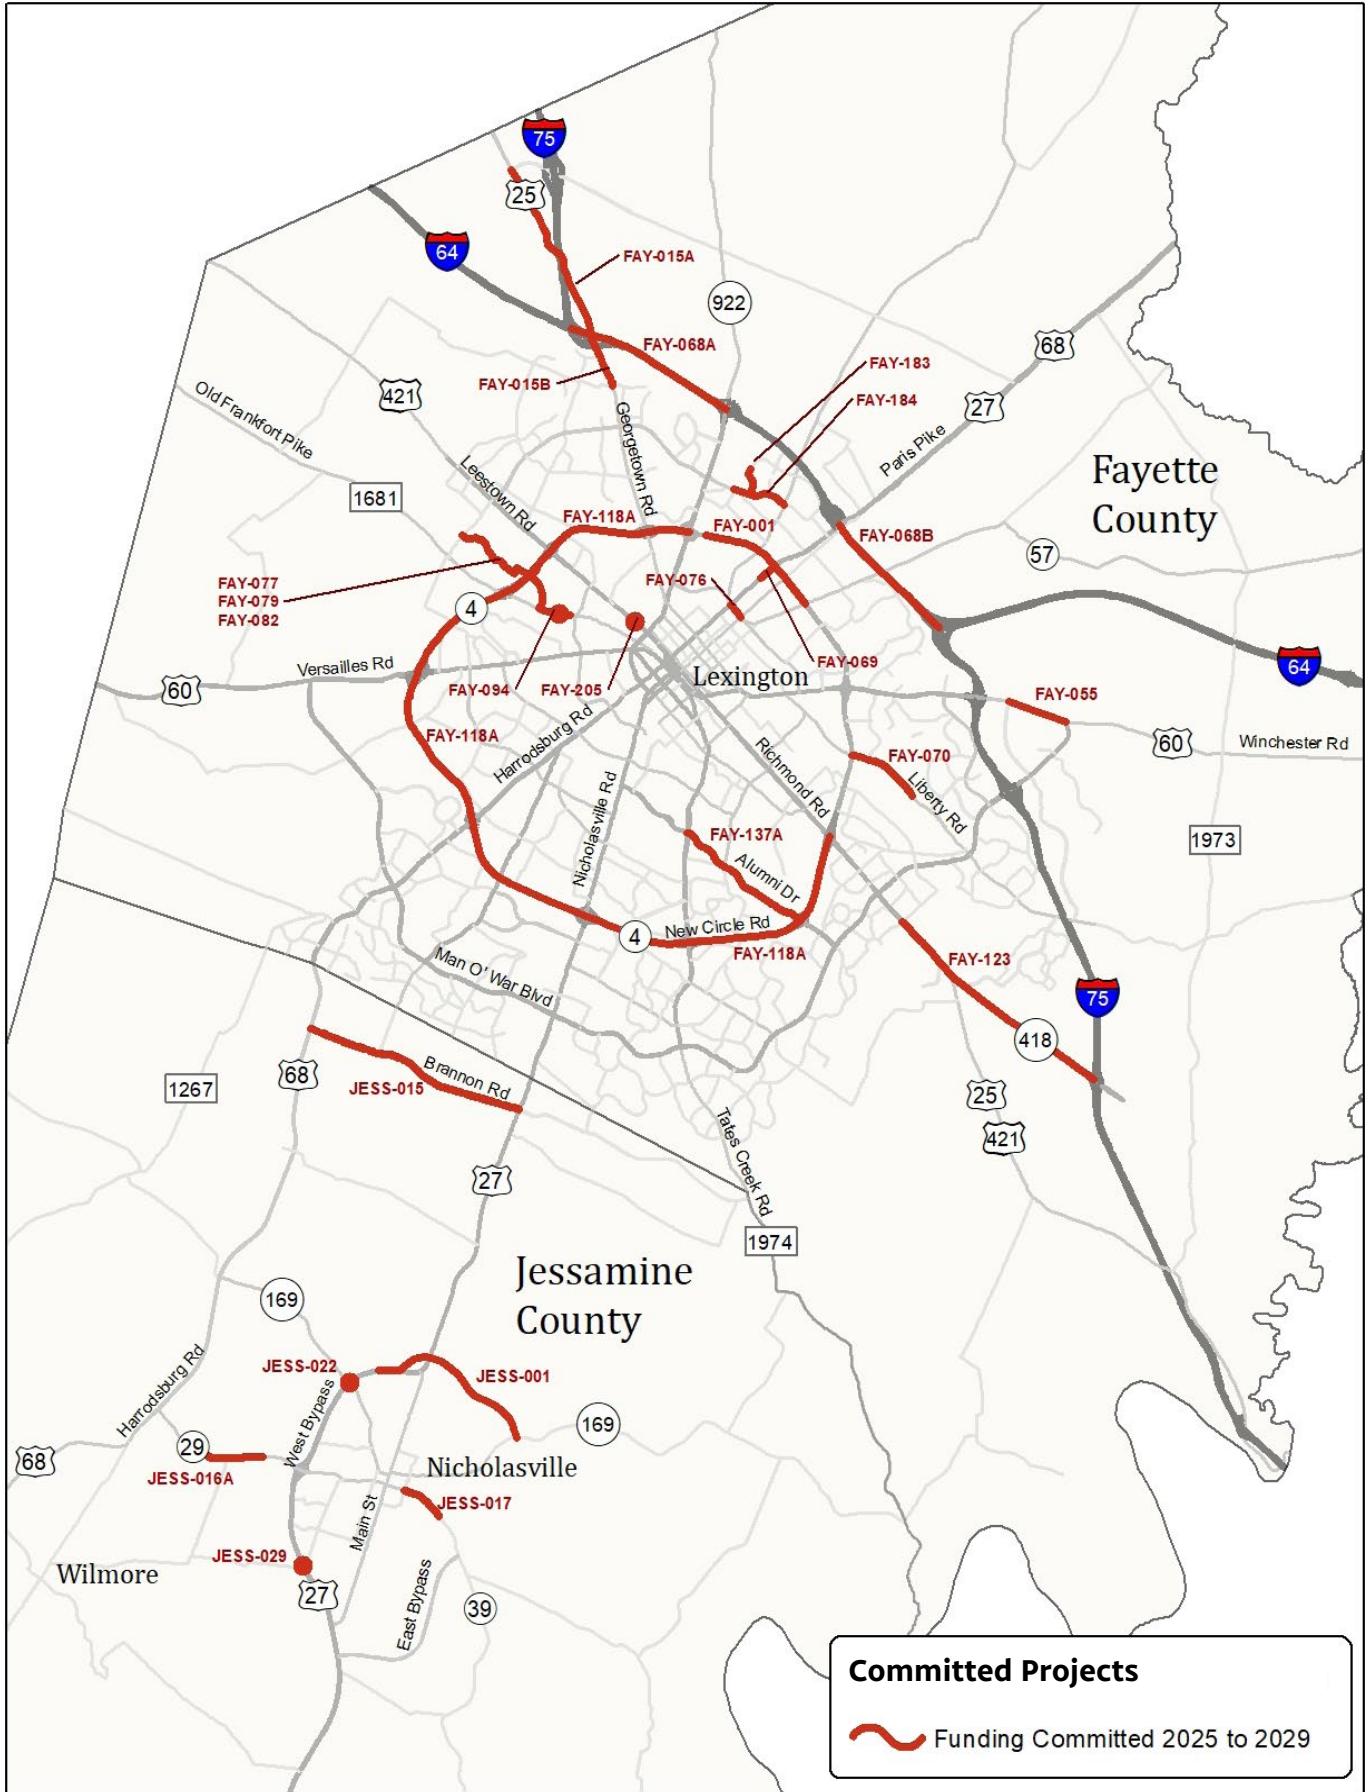 75
25
64
FAY-015A
922
FAY-068A
68
FAY-183
FAY-015B
421
27
FAY-184
Old Frankfort Pike
Georgetown Rd
Paris Pike
Leestown Rd
Fayette
County
1681
FAY-118A
FAY-001
FAY-068B
57
FAY-077
FAY-079
FAY-082
FAY-076
4
Versailles Rd
FAY-069
64
60
FAY-094
FAY-205
Lexington
FAY-055
FAY-118A
Harrodsburg Rd
60
Winchester Rd
Richmond Rd
FAY-070
Liberty Rd
Nicholasville Rd
FAY-137A
1973
Alumni Dr
4
New Circle Rd
FAY-118A
FAY-123
Man O' War Blvd
75
418
68
Brannon Rd
1267
JESS-015
25
421
Tates Creek Rd
27
1974
Jessamine
County
169
JESS-022
JESS-001
Harrodsburg Rd
West Bypass
169
29
68
JESS-016A
Nicholasville
JESS-017
Main St
JESS-029
Wilmore
27
East Bypass
39
Committed Projects
Funding Committed 2025 to 2029